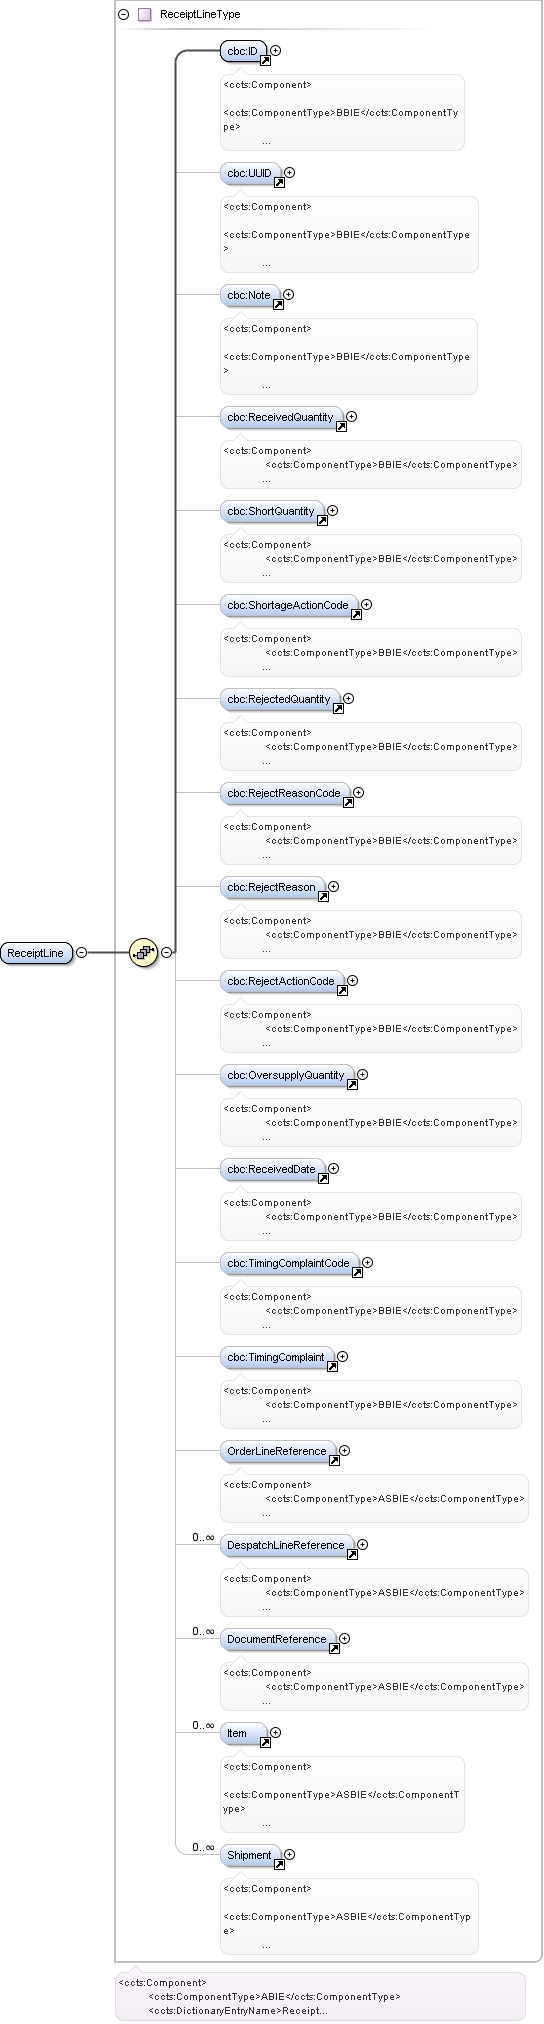 ReceiptLineType
cbc:ID
<ccts:Component>
<ccts:ComponentType>BBIE</ccts:ComponentTy
pe>
...
cbc:UUID
<ccts:Component>
<ccts:ComponentType>BBIE</ccts:ComponentType
>
...
cbc:Note
<ccts:Component>
<ccts:ComponentType>BBIE</ccts:ComponentType
>
...
cbc:ReceivedQuantity
<ccts:Component>
<ccts:ComponentType>BBIE</ccts:ComponentType>
...
cbc:ShortQuantity
<ccts:Component>
<ccts:ComponentType>BBIE</ccts:ComponentType>
...
cbc:ShortageActionCode
<ccts:Component>
<ccts:ComponentType>BBIE</ccts:ComponentType>
...
cbc:RejectedQuantity
<ccts:Component>
<ccts:ComponentType>BBIE</ccts:ComponentType>
...
cbc:RejectReasonCode
<ccts:Component>
<ccts:ComponentType>BBIE</ccts:ComponentType>
...
cbc:RejectReason
<ccts:Component>
<ccts:ComponentType>BBIE</ccts:ComponentType>
...
ReceiptLine
cbc:RejectActionCode
<ccts:Component>
<ccts:ComponentType>BBIE</ccts:ComponentType>
...
cbc:OversupplyQuantity
<ccts:Component>
<ccts:ComponentType>BBIE</ccts:ComponentType>
...
cbc:ReceivedDate
<ccts:Component>
<ccts:ComponentType>BBIE</ccts:ComponentType>
...
cbc:TimingComplaintCode
<ccts:Component>
<ccts:ComponentType>BBIE</ccts:ComponentType>
...
cbc:TimingComplaint
<ccts:Component>
<ccts:ComponentType>BBIE</ccts:ComponentType>
...
OrderLineReference
<ccts:Component>
<ccts:ComponentType>ASBIE</ccts:ComponentType>
...
0..∞ DespatchLineReference
<ccts:Component>
<ccts:ComponentType>ASBIE</ccts:ComponentType>
...
0..∞ DocumentReference
<ccts:Component>
<ccts:ComponentType>ASBIE</ccts:ComponentType>
...
0..∞ Item
<ccts:Component>
<ccts:ComponentType>ASBIE</ccts:ComponentT
ype>
...
0..∞ Shipment
<ccts:Component>
<ccts:ComponentType>ASBIE</ccts:ComponentTyp
e>
...
<ccts:Component>
<ccts:ComponentType>ABIE</ccts:ComponentType>
<ccts:DictionaryEntryName>Receipt...